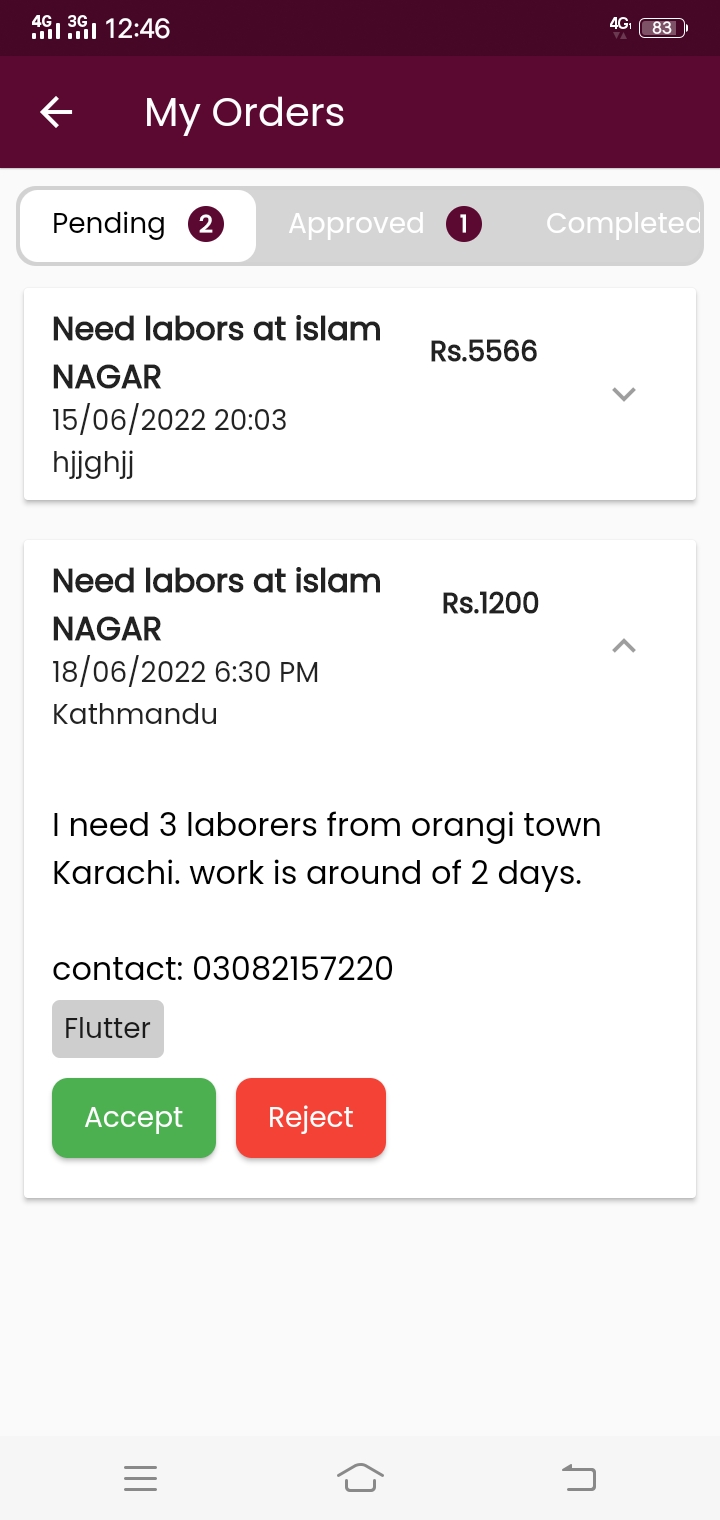 4G 3G 12:46 4G 83
My Orders
Pending 2 Approved 1 Completed
Need labors at islam
NAGAR
Rs.5566
15/06/2022 20:03
hjjghjj
Need labors at islam
NAGAR
Rs.1200
18/06/2022 6:30 PM
Kathmandu
I need 3 laborers from orangi town
Karachi. work is around of 2 days.
contact: 03082157220
Flutter
Accept Reject